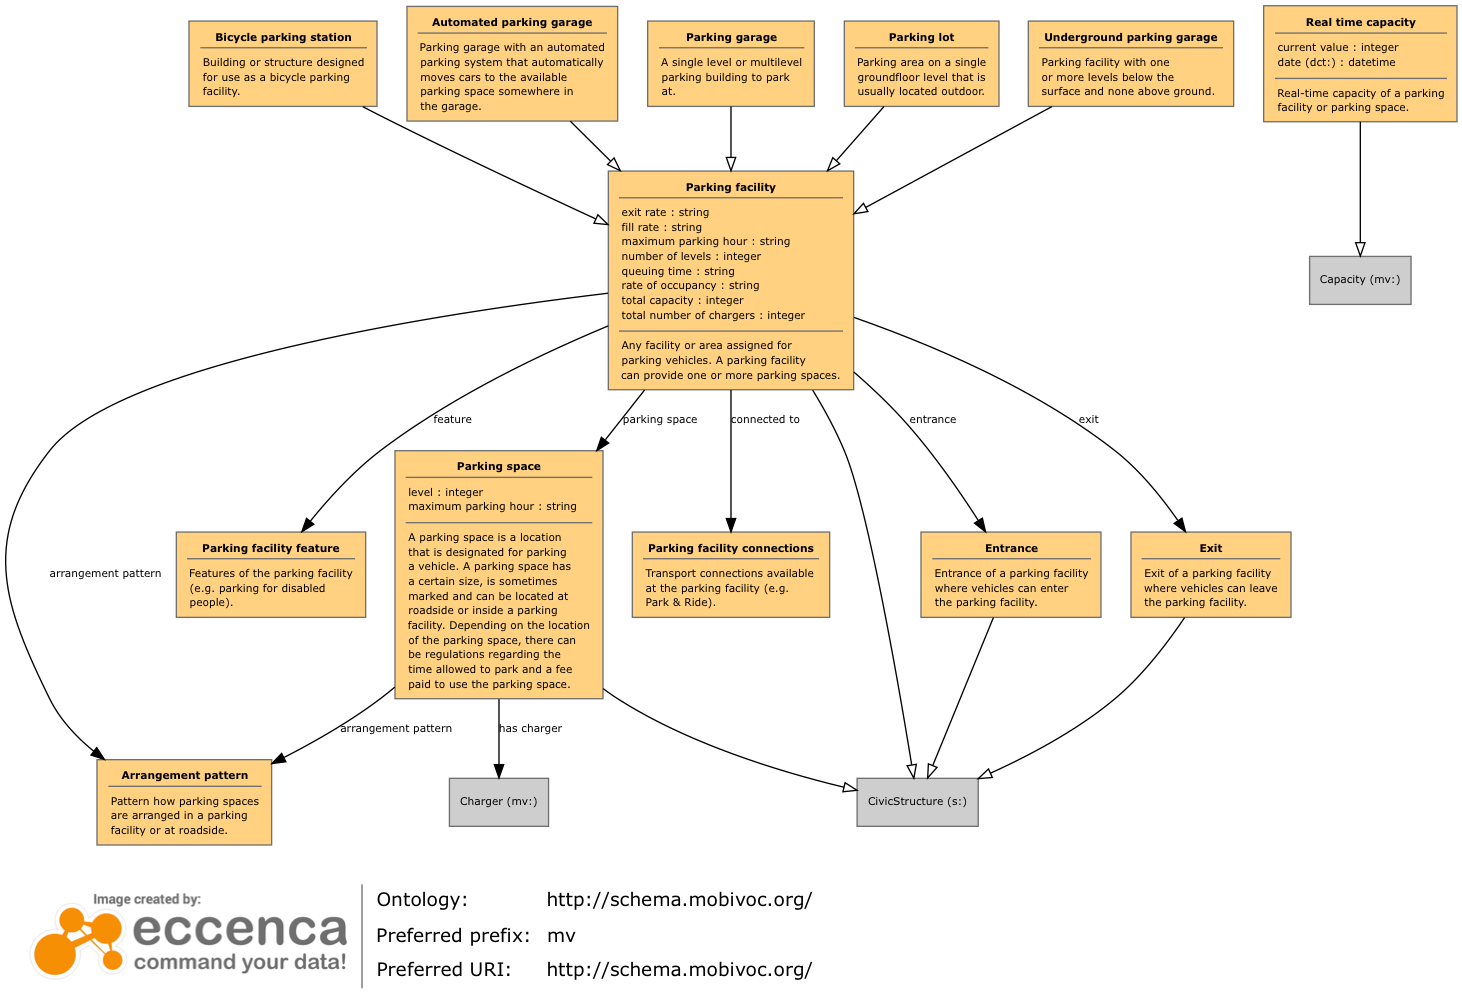 Bicycle parking station
Building or structure designed
for use as a bicycle parking
facility.
Automated parking garage
Parking garage with an automated
parking system that automatically
moves cars to the available
parking space somewhere in
the garage.
Parking garage
A single level or multilevel
parking building to park
at.
Parking lot
Parking area on a single
groundfloor level that is
usually located outdoor.
Underground parking garage
Parking facility with one
or more levels below the
surface and none above ground.
Real time capacity
current value : integer
date (dct:) : datetime
Real-time capacity of a parking
facility or parking space.
Parking facility
exit rate : string
fill rate : string
maximum parking hour : string
number of levels : integer
queuing time : string
rate of occupancy : string
total capacity : integer
total number of chargers : integer
Any facility or area assigned for
parking vehicles. A parking facility
can provide one or more parking spaces.
Capacity (mv:)
feature
parking space
connected to
entrance
exit
Parking space
level : integer
maximum parking hour : string
A parking space is a location
that is designated for parking
a vehicle. A parking space has
a certain size, is sometimes
marked and can be located at
roadside or inside a parking
facility. Depending on the location
of the parking space, there can
be regulations regarding the
time allowed to park and a fee
paid to use the parking space.
arrangement pattern
Parking facility feature
Features of the parking facility
(e.g. parking for disabled
people).
Parking facility connections
Transport connections available
at the parking facility (e.g.
Park & Ride).
Entrance
Entrance of a parking facility
where vehicles can enter
the parking facility.
Exit
Exit of a parking facility
where vehicles can leave
the parking facility.
arrangement pattern
has charger
Arrangement pattern
Pattern how parking spaces
are arranged in a parking
facility or at roadside.
Charger (mv:)
CivicStructure (s:)
Image created by:
eccenca
command your data!
Ontology: http://schema.mobivoc.org/
Preferred prefix: mv
Preferred URI: http://schema.mobivoc.org/